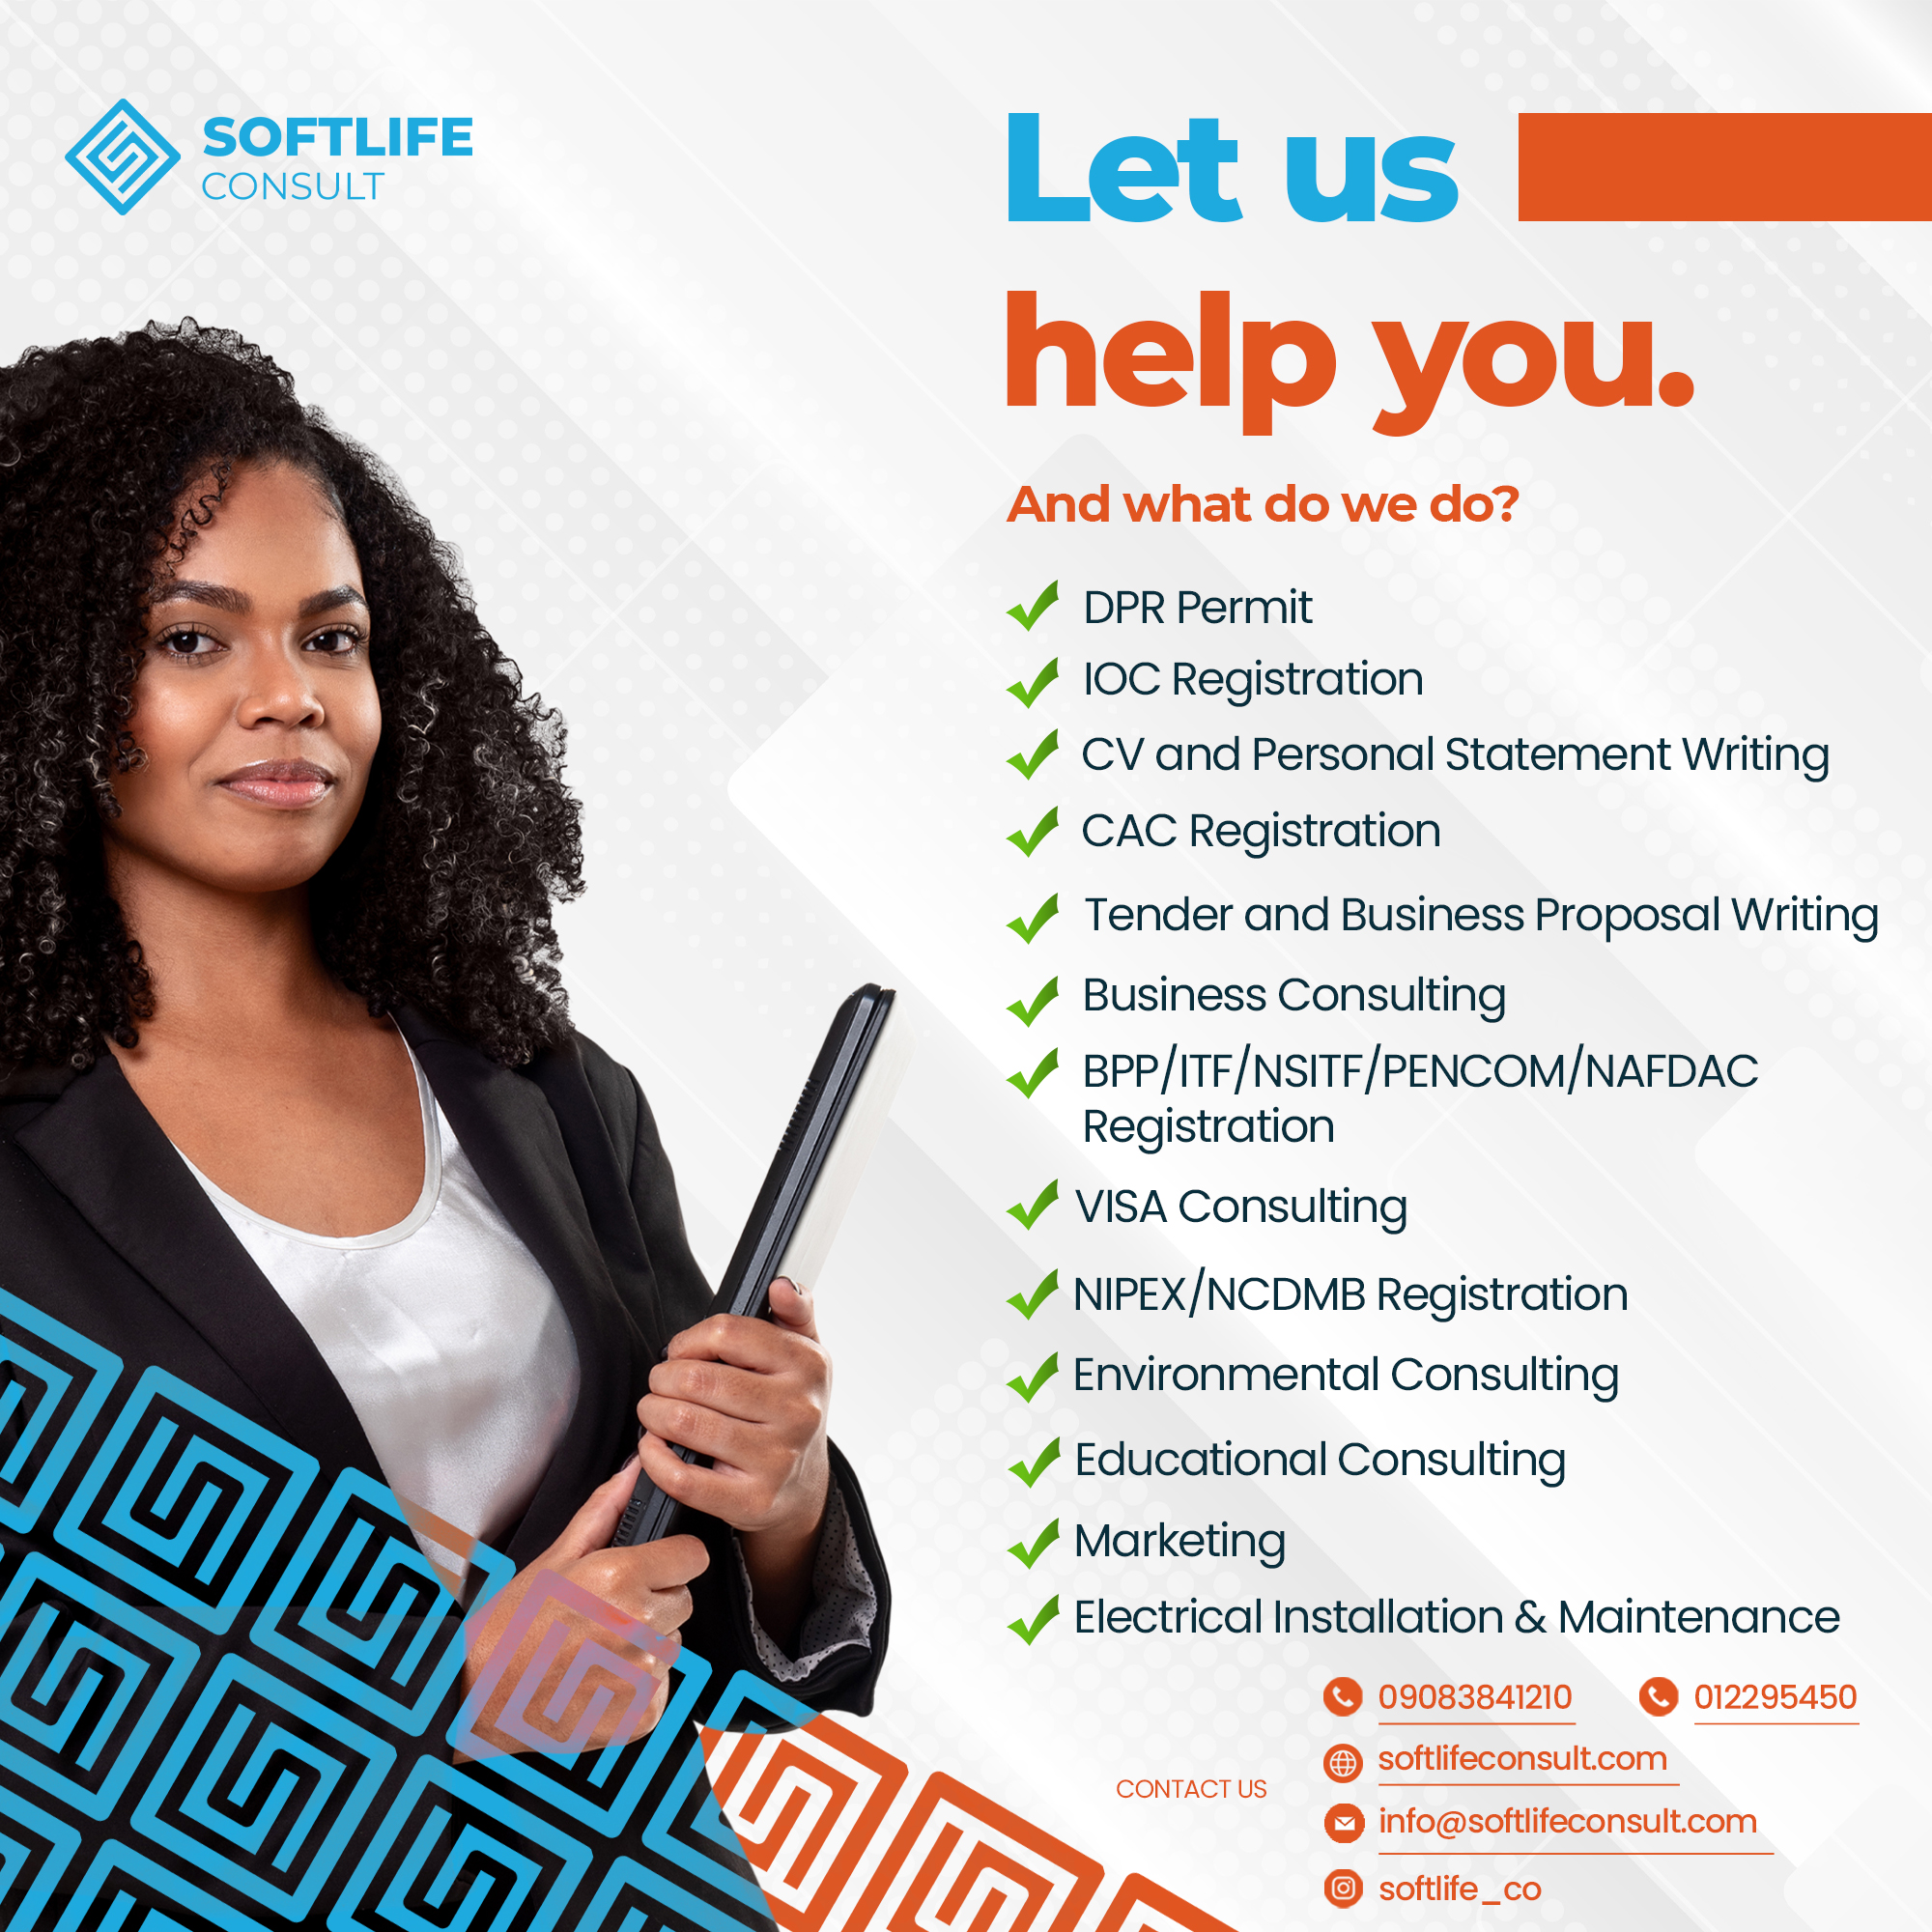 SOFTLIFE
CONSULT
Let us
help you.
And what do we do?
DPR Permit
IOC Registration
CV and Personal Statement Writing
CAC Registration
Tender and Business Proposal Writing
Business Consulting
BPP/ITF/NSITF/PENCOM/NAFDAC
Registration
VISA Consulting
NIPEX/NCDMB Registration
Environmental Consulting
Educational Consulting
Marketing
Electrical Installation & Maintenance
CONTACT US
09083841210 012295450
softlifeconsult.com
info@softlifeconsult.com
softlife_co